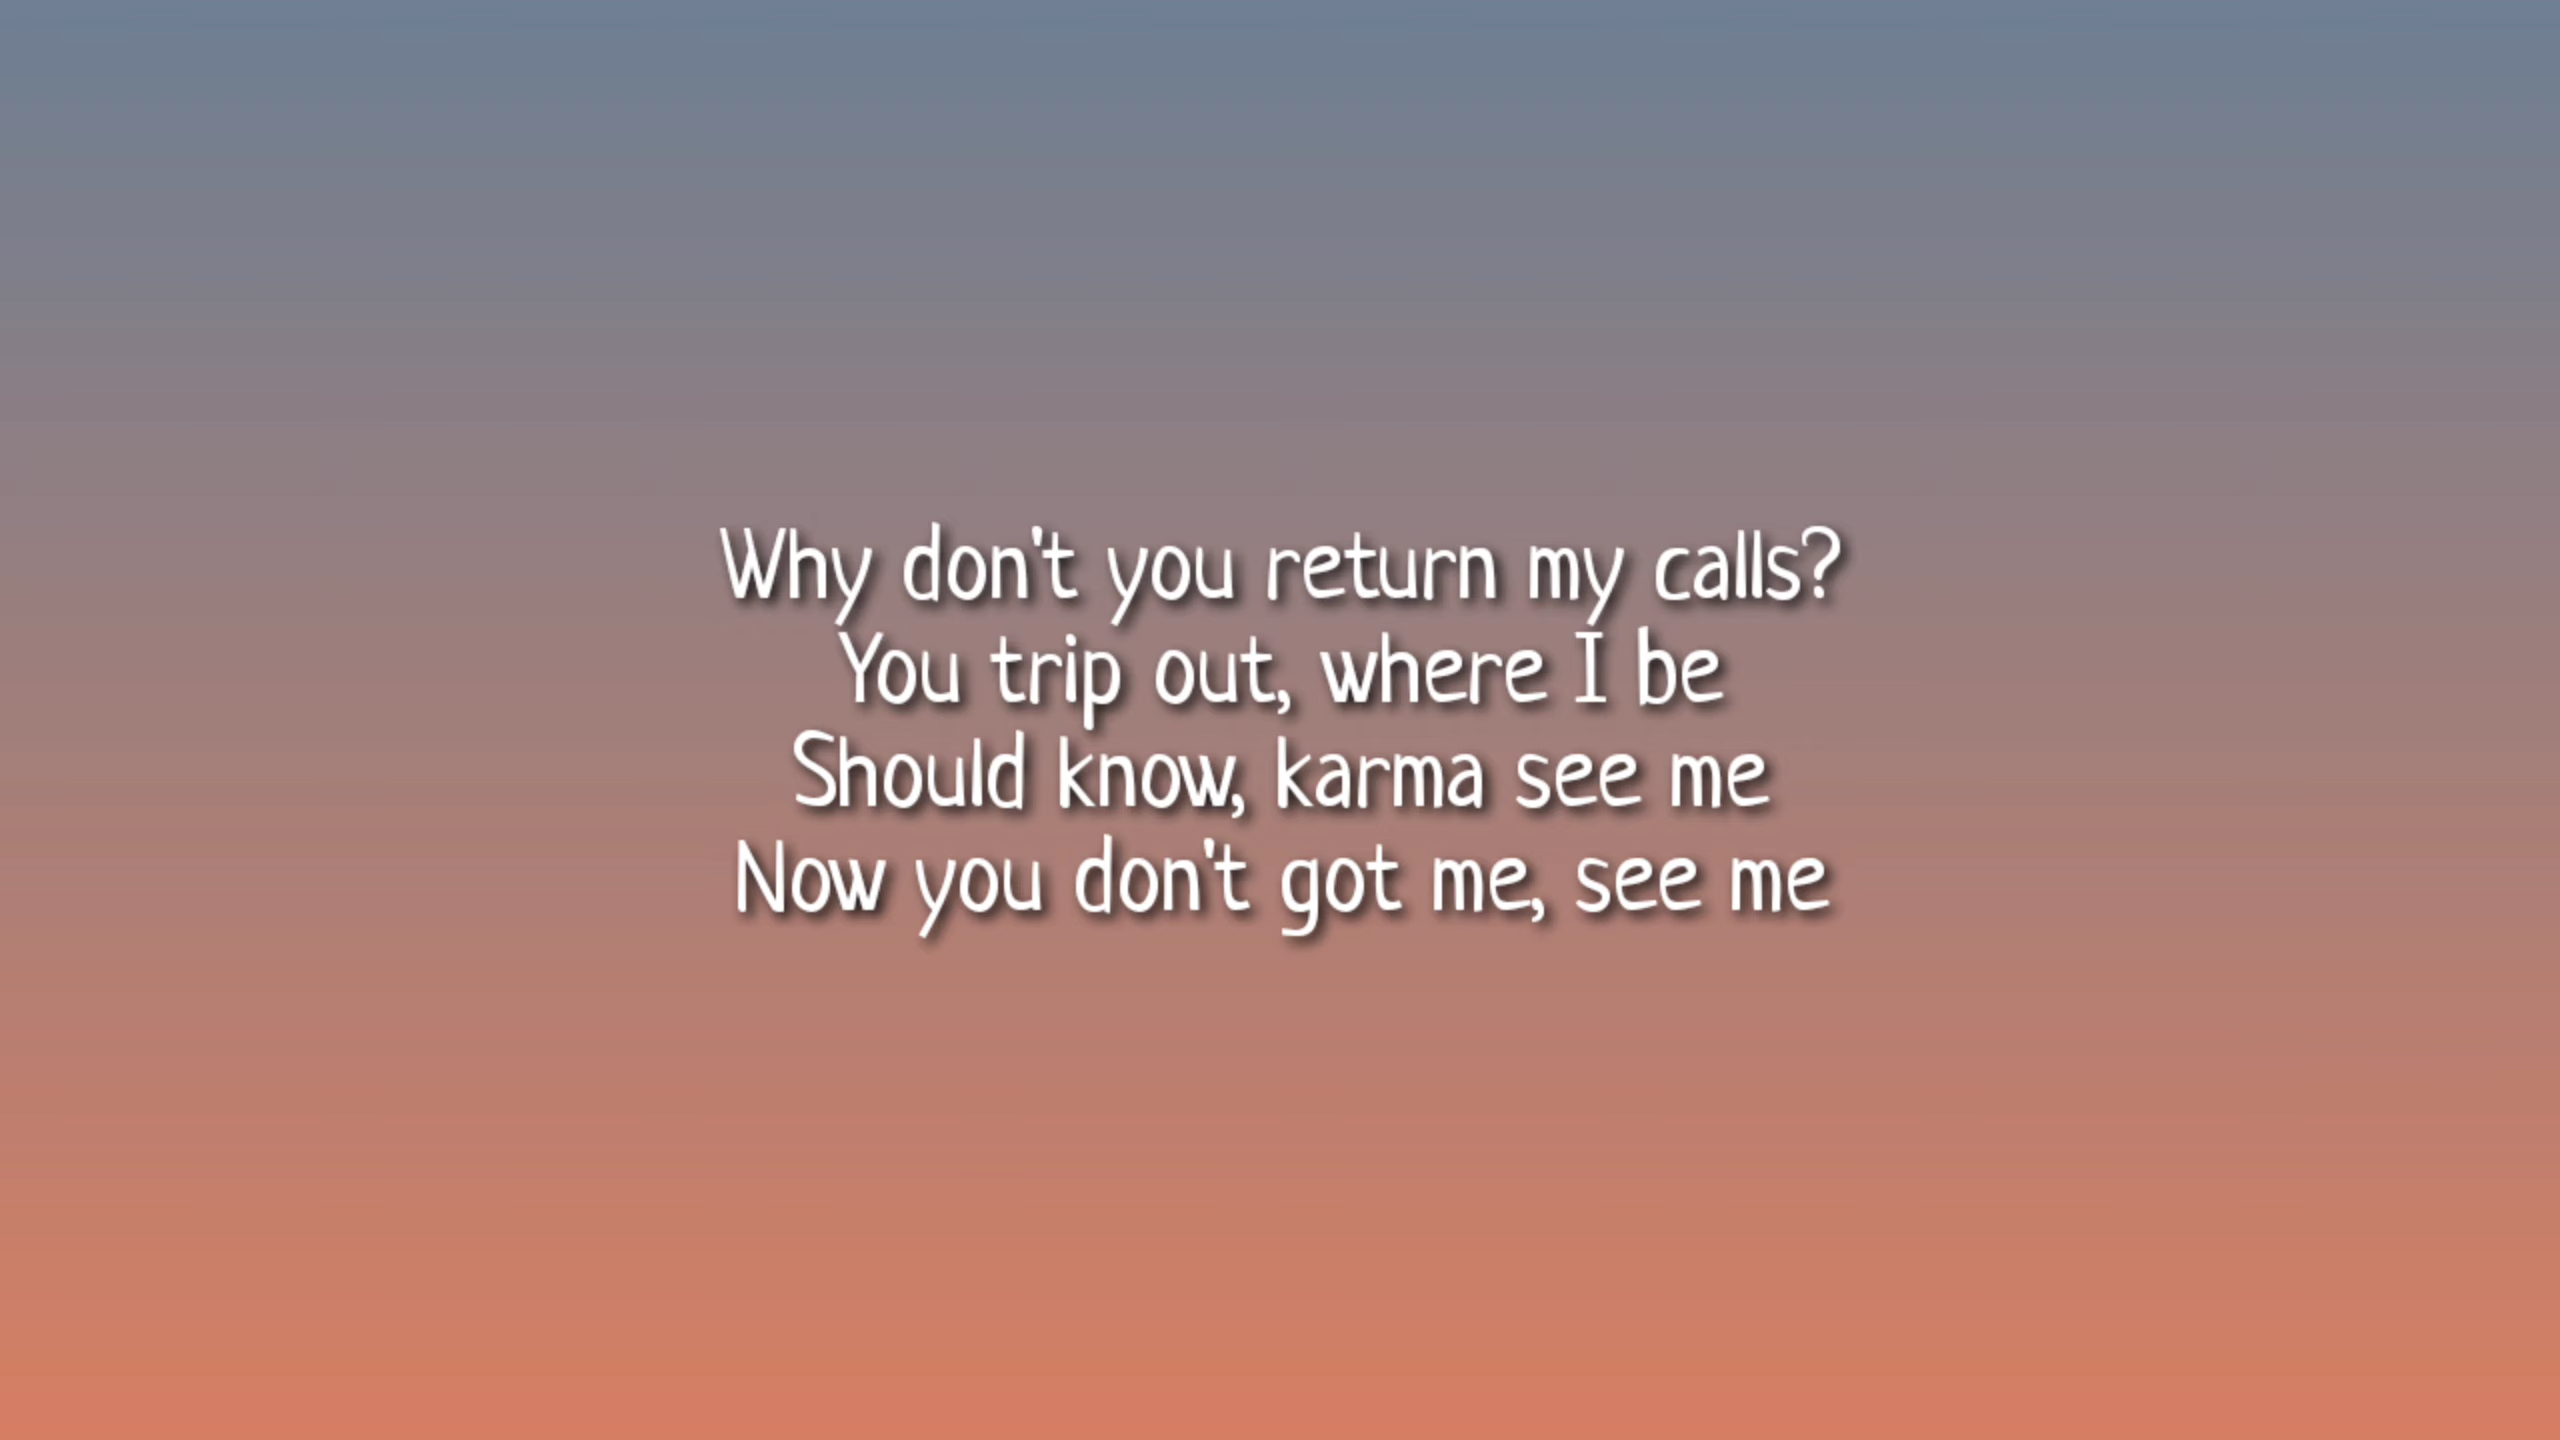 Why don't you return my calls?
You trip out, where I be
Should know, karma see me
Now you don't got me, see me